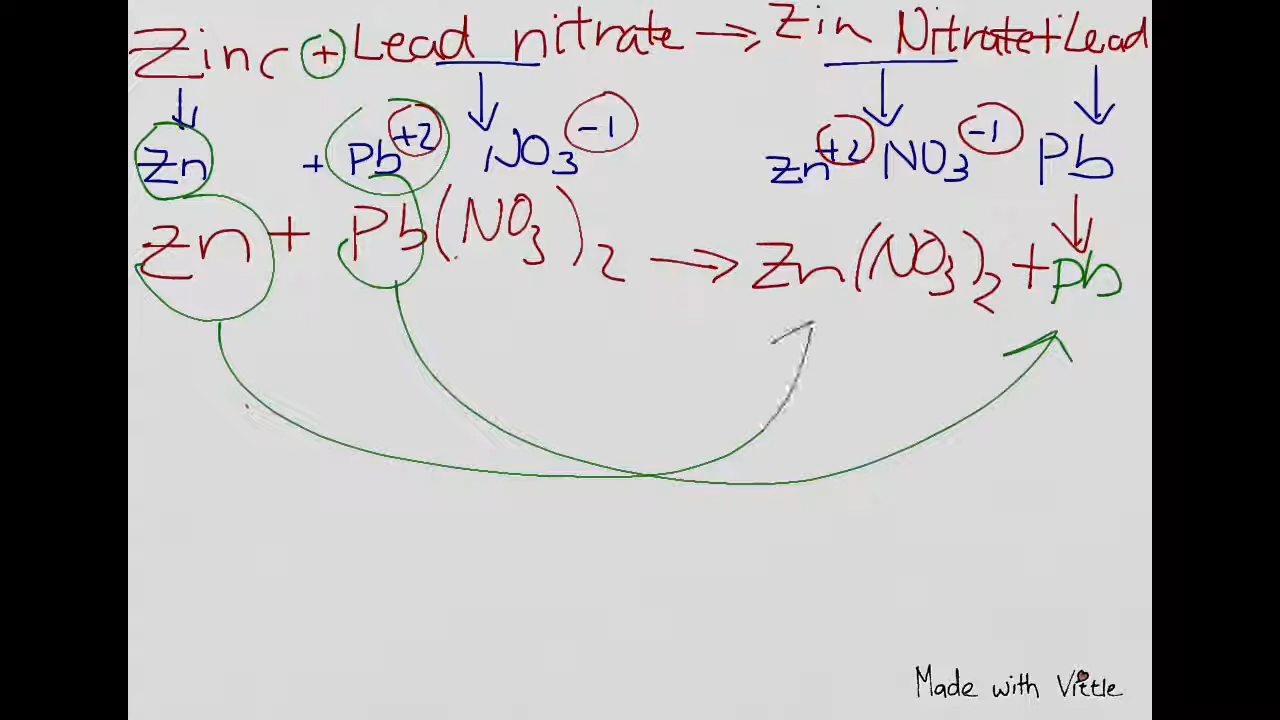 Zinc + Lead nitrate → Zin Nitrate + Lead
Zn + Pb+2 NO3 -1 Zn+2 NO3 -1 Pb
Zn + Pb(NO3)2 → Zn(NO3)2 + Pb
Made with Vittle